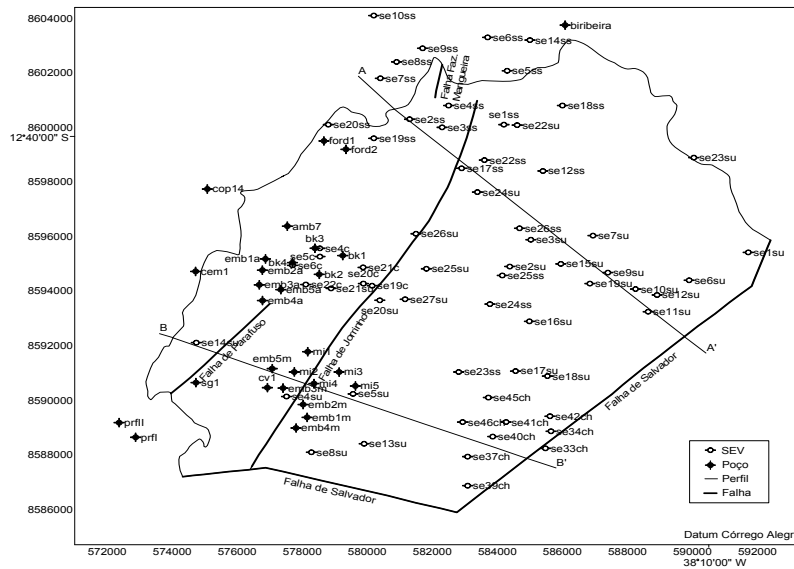 8604000
8602000
8600000
12°40'00" S
8598000
8596000
8594000
8592000
8590000
8588000
8586000
se10ss
biribeira
se6ss
se14ss
se9ss
se8ss
se5ss
A
se7ss
Falha Faz. Mangueira
se4s
se18ss
se2ss
se1ss
se20ss
se3ss
se22su
se19ss
ford1
ford2
se22ss
se23su
se17ss
se12ss
cop14
se24su
amb7
se26ss
se26su
se7su
bk3
se3su
se4c
se5c
bk1
se1su
emb1a
bk4
se6c
se21c
se25su
se2su
se15su
cem1
emb2a
bk2
se20c
se25ss
se9su
se6su
emb3a
se22c
se19c
se19su
emb5a
se21su
se10su
se12su
emb4a
se20su
se27su
se24ss
se11su
B
Falha de Parafuso
se16su
se14su
Falha de Jorrinho
mi1
A'
emb5m
mi2
mi3
se23ss
se17su
se18su
Falha de Salvador
sg1
cv1
emb3m
mi4
mi5
se4su
se5su
se45ch
emb2m
prfII
emb1m
se46ch
se41ch
se42ch
prfI
emb4m
se40ch
se34ch
se13su
se33ch
se8su
se37ch
B'
Falha de Salvador
se39ch
SEV
Poço
Perfil
Falha
Datum Córrego Alegr
572000 574000 576000 578000 580000 582000 584000 586000 588000 590000 592000
38°10'00" W